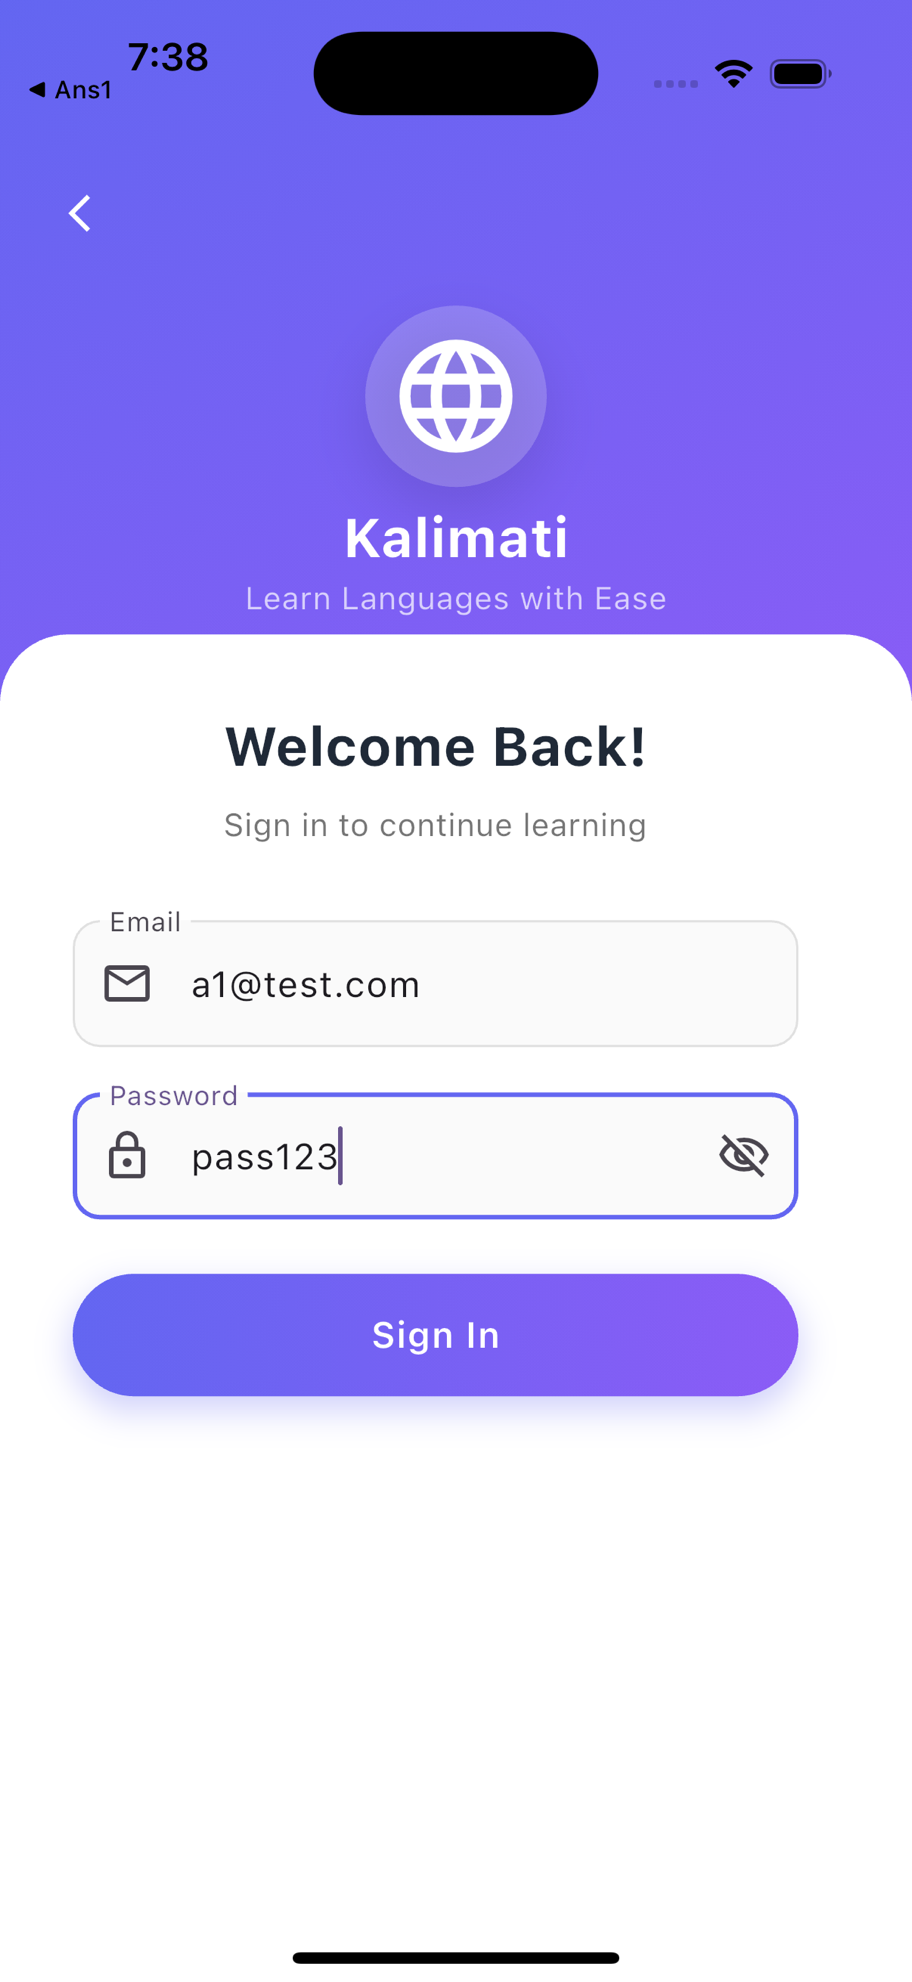 7:38
◀ Ans1
Kalimati
Learn Languages with Ease
Welcome Back!
Sign in to continue learning
Email
a1@test.com
Password
pass123
Sign In